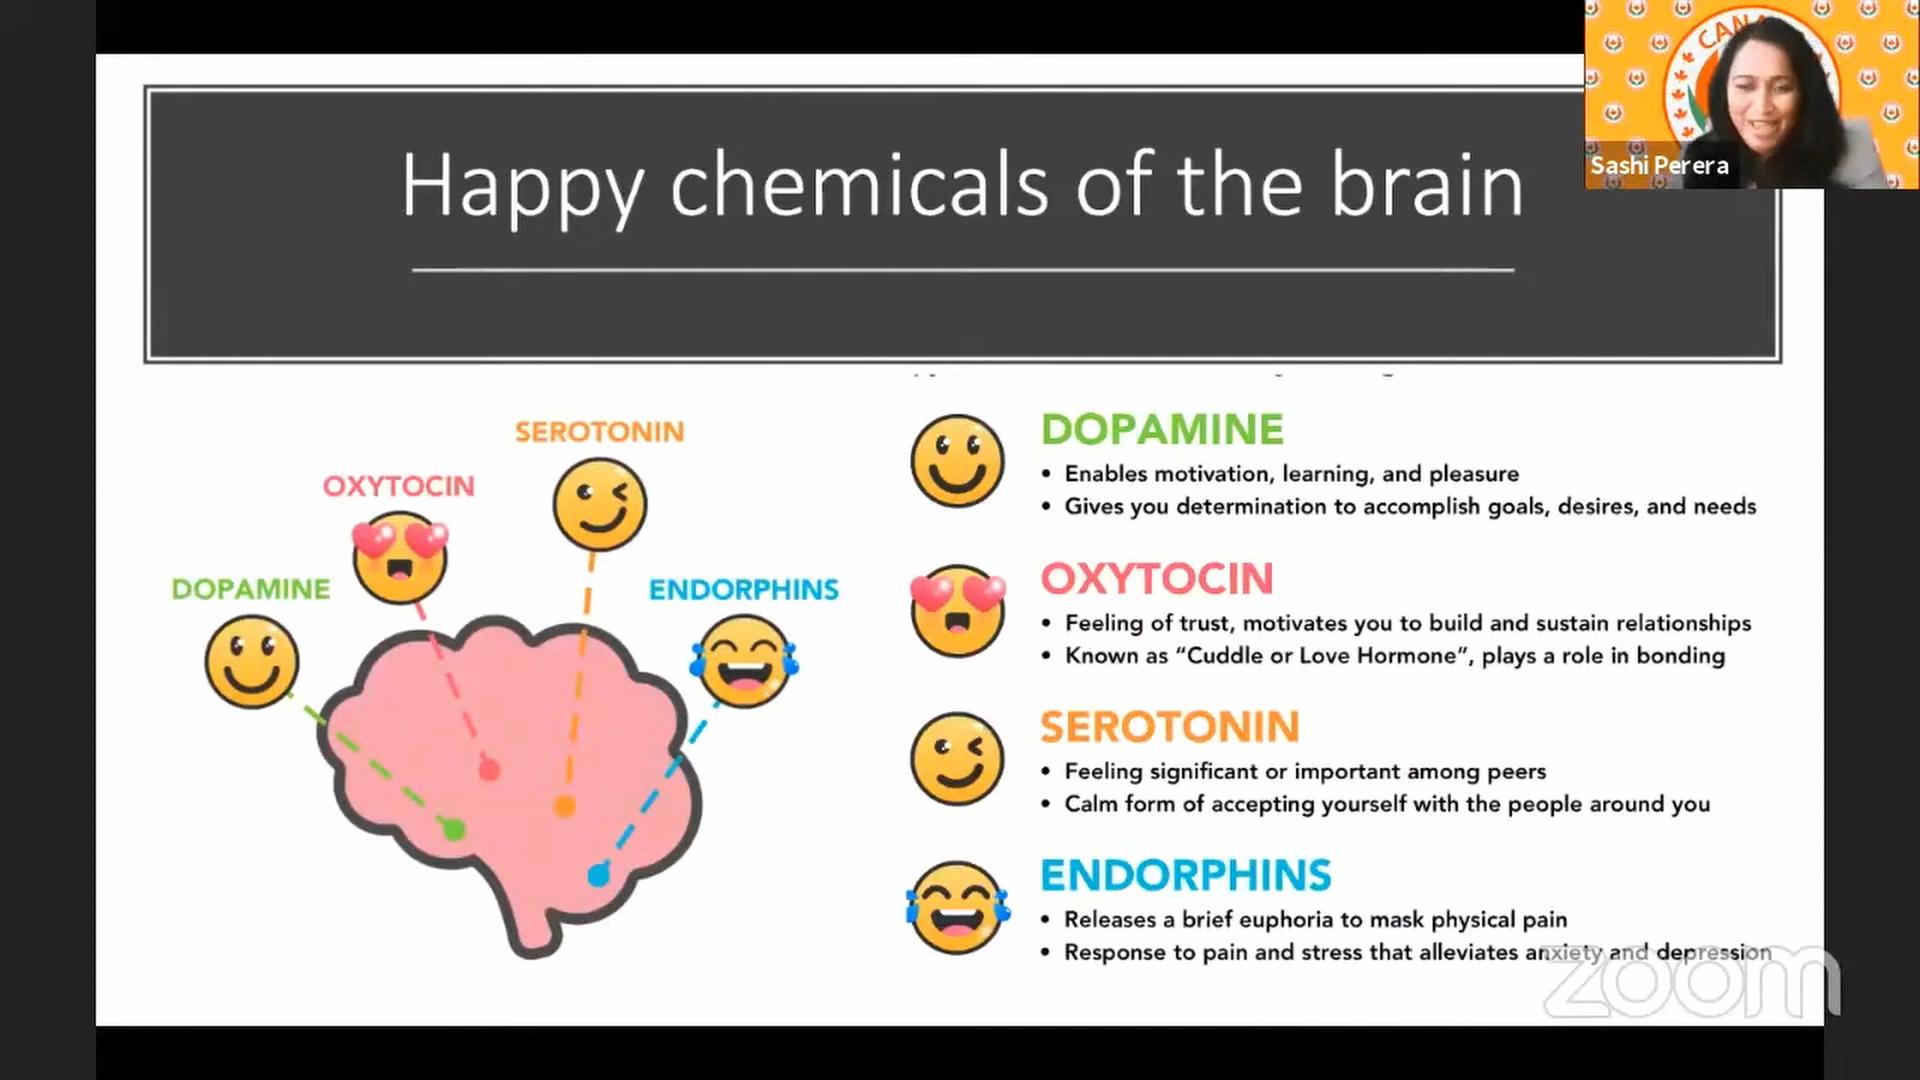 CANA
Sashi Perera
Happy chemicals of the brain
SEROTONIN
OXYTOCIN
DOPAMINE
ENDORPHINS
DOPAMINE
• Enables motivation, learning, and pleasure
• Gives you determination to accomplish goals, desires, and needs
OXYTOCIN
• Feeling of trust, motivates you to build and sustain relationships
• Known as “Cuddle or Love Hormone”, plays a role in bonding
SEROTONIN
• Feeling significant or important among peers
• Calm form of accepting yourself with the people around you
ENDORPHINS
• Releases a brief euphoria to mask physical pain
• Response to pain and stress that alleviates anxiety and depression
zoom